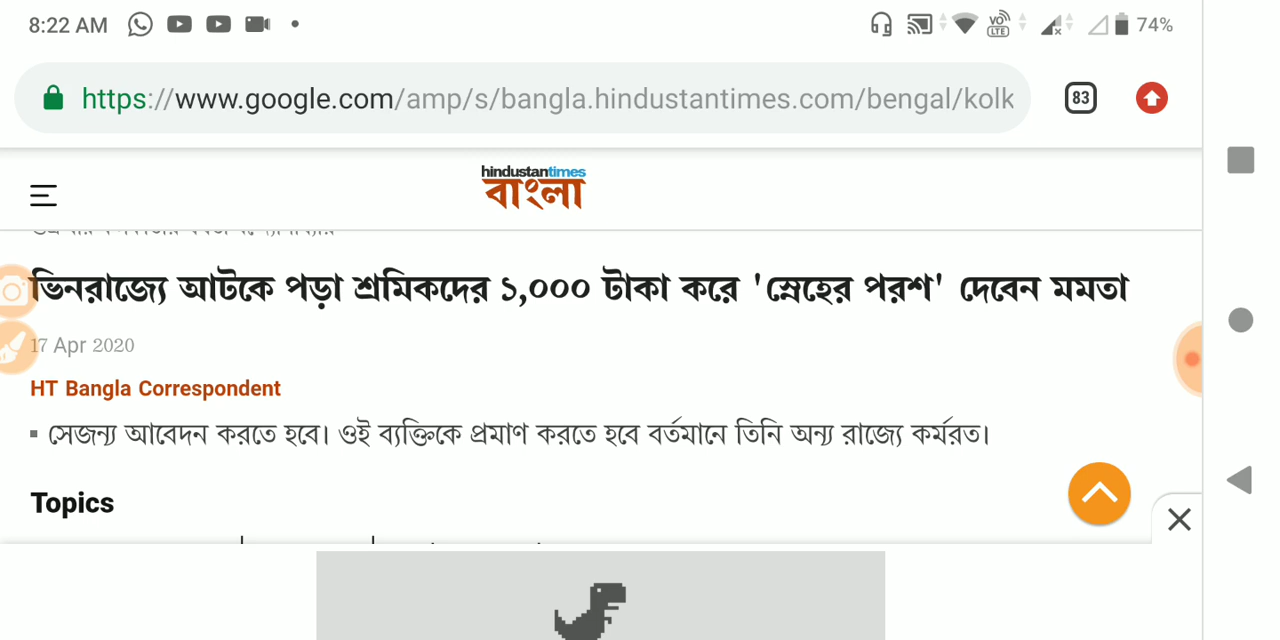 8:22 AM
VO LTE
74%
https://www.google.com/amp/s/bangla.hindustantimes.com/bengal/kolk
83
hindustantimes
বাংলা
ভিনরাজ্যে আটকে পড়া শ্রমিকদের ১,০০০ টাকা করে 'স্নেহের পরশ' দেবেন মমতা
17 Apr 2020
HT Bangla Correspondent
সেজন্য আবেদন করতে হবে। ওই ব্যক্তিকে প্রমাণ করতে হবে বর্তমানে তিনি অন্য রাজ্যে কর্মরত।
Topics